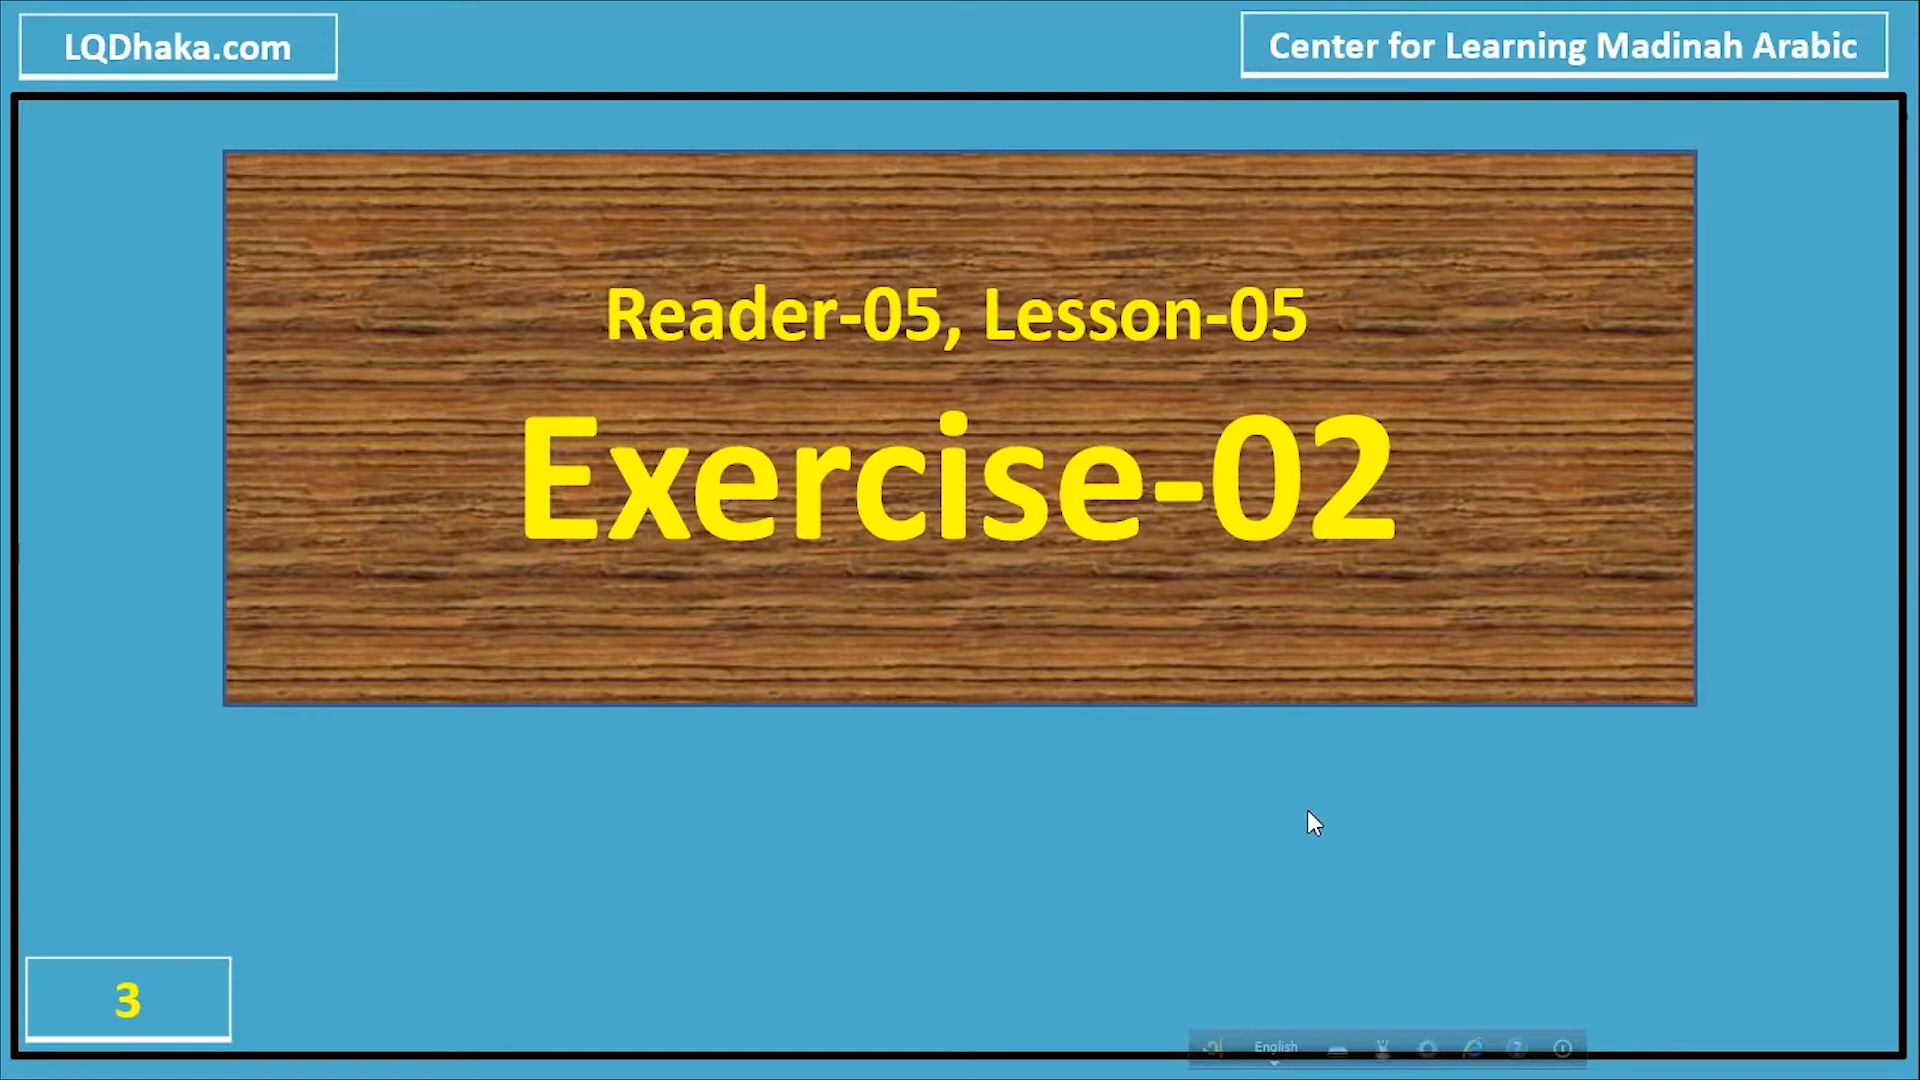 LQDhaka.com
Center for Learning Madinah Arabic
Reader-05, Lesson-05
Exercise-02
3
English